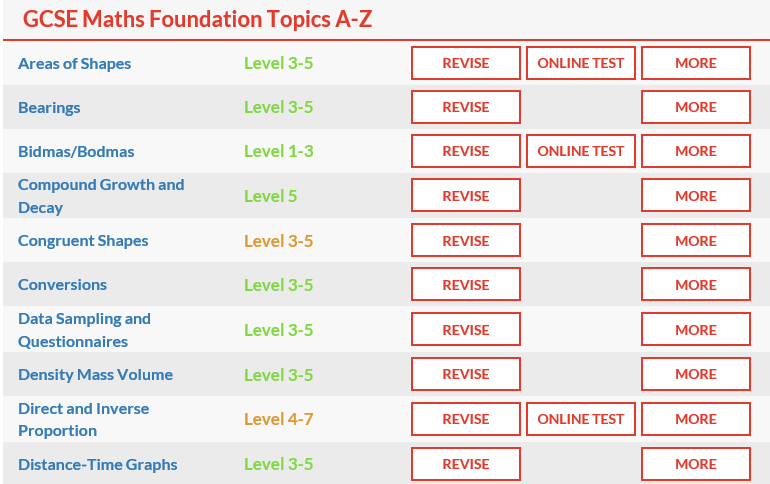 GCSE Maths Foundation Topics A-Z
Areas of Shapes Level 3-5 REVISE ONLINE TEST MORE
Bearings Level 3-5 REVISE MORE
Bidmas/Bodmas Level 1-3 REVISE ONLINE TEST MORE
Compound Growth and
Decay Level 5 REVISE MORE
Congruent Shapes Level 3-5 REVISE MORE
Conversions Level 3-5 REVISE MORE
Data Sampling and
Questionnaires Level 3-5 REVISE MORE
Density Mass Volume Level 3-5 REVISE MORE
Direct and Inverse
Proportion Level 4-7 REVISE ONLINE TEST MORE
Distance-Time Graphs Level 3-5 REVISE MORE